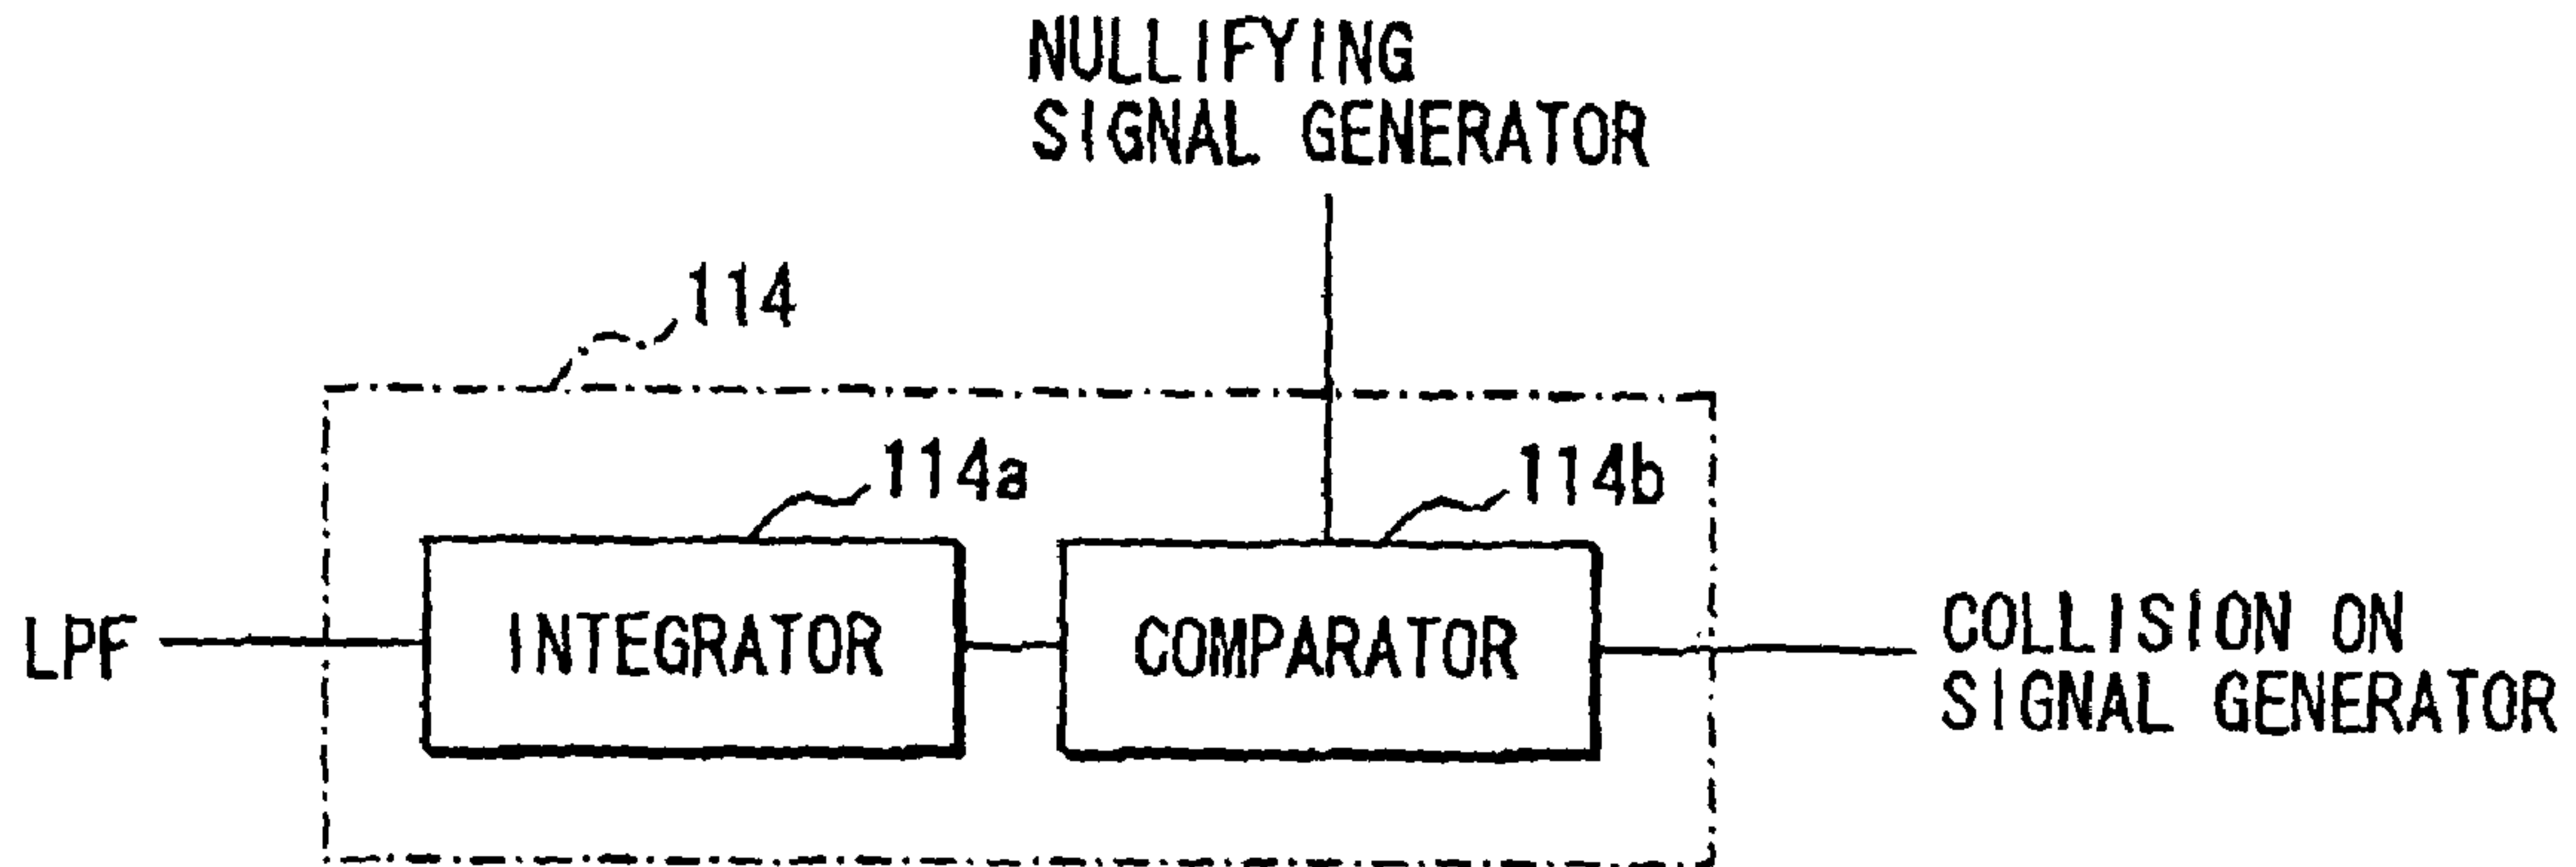 NULLIFYING
SIGNAL GENERATOR
114
114a
114b
LPF
INTEGRATOR
COMPARATOR
COLLISION ON
SIGNAL GENERATOR